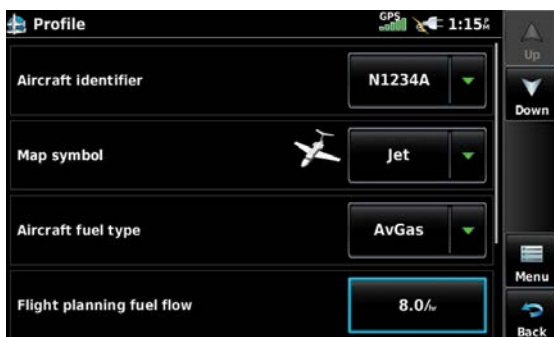 Profile
GPS
1:15
Up
Aircraft identifier
N1234A
Down
Map symbol
Jet
Aircraft fuel type
AvGas
Menu
Flight planning fuel flow
8.0/hr
Back